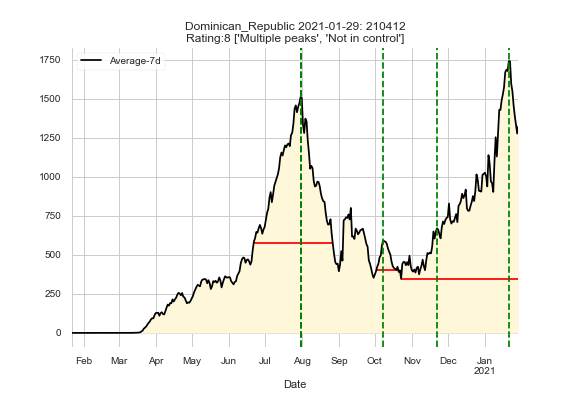 Dominican_Republic 2021-01-29: 210412
Rating:8 ['Multiple peaks', 'Not in control']
Average-7d
1750
1500
1250
1000
750
500
250
0
Feb Mar Apr May Jun Jul Aug Sep Oct Nov Dec Jan
2021
Date